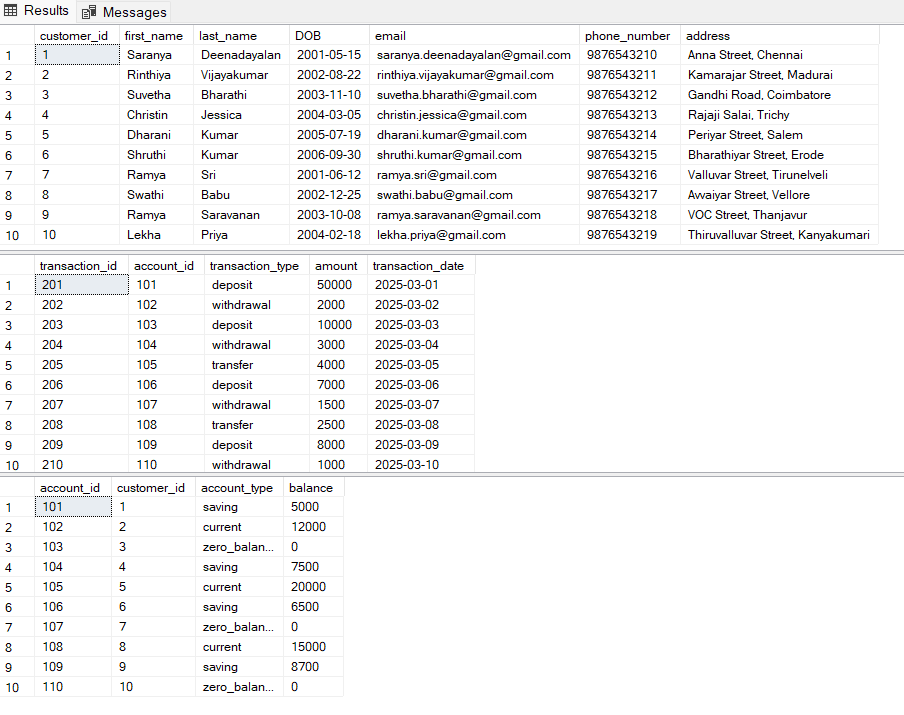 Results Messages
customer_id first_name last_name DOB email phone_number address
1 1 Saranya Deenadayalan 2001-05-15 saranya.deenadayalan@gmail.com 9876543210 Anna Street, Chennai
2 2 Rinthiya Vijayakumar 2002-08-22 rinthiya.vijayakumar@gmail.com 9876543211 Kamarajar Street, Madurai
3 3 Suvetha Bharathi 2003-11-10 suvetha.bharathi@gmail.com 9876543212 Gandhi Road, Coimbatore
4 4 Christin Jessica 2004-03-05 christin.jessica@gmail.com 9876543213 Rajaji Salai, Trichy
5 5 Dharani Kumar 2005-07-19 dharani.kumar@gmail.com 9876543214 Periyar Street, Salem
6 6 Shruthi Kumar 2006-09-30 shruthi.kumar@gmail.com 9876543215 Bharathiyar Street, Erode
7 7 Ramya Sri 2001-06-12 ramya.sri@gmail.com 9876543216 Valluvar Street, Tirunelveli
8 8 Swathi Babu 2002-12-25 swathi.babu@gmail.com 9876543217 Avvaiyar Street, Vellore
9 9 Ramya Saravanan 2003-10-08 ramya.saravanan@gmail.com 9876543218 VOC Street, Thanjavur
10 10 Lekha Priya 2004-02-18 lekha.priya@gmail.com 9876543219 Thiruvalluvar Street, Kanyakumari
transaction_id account_id transaction_type amount transaction_date
1 201 101 deposit 50000 2025-03-01
2 202 102 withdrawal 2000 2025-03-02
3 203 103 deposit 10000 2025-03-03
4 204 104 withdrawal 3000 2025-03-04
5 205 105 transfer 4000 2025-03-05
6 206 106 deposit 7000 2025-03-06
7 207 107 withdrawal 1500 2025-03-07
8 208 108 transfer 2500 2025-03-08
9 209 109 deposit 8000 2025-03-09
10 210 110 withdrawal 1000 2025-03-10
account_id customer_id account_type balance
1 101 1 saving 5000
2 102 2 current 12000
3 103 3 zero_balan... 0
4 104 4 saving 7500
5 105 5 current 20000
6 106 6 saving 6500
7 107 7 zero_balan... 0
8 108 8 current 15000
9 109 9 saving 8700
10 110 10 zero_balan... 0